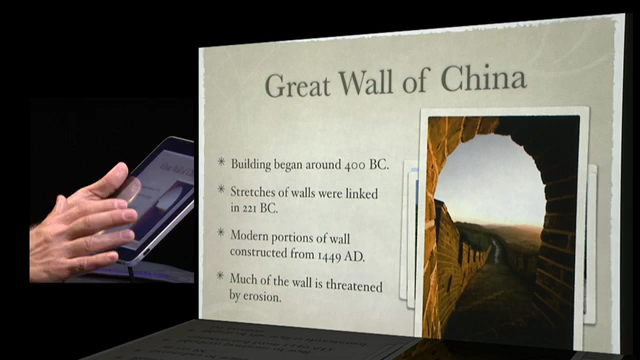 Great Wall of China
* Building began around 400 BC.
* Stretches of walls were linked
in 221 BC.
* Modern portions of wall
constructed from 1449 AD.
* Much of the wall is threatened
by erosion.